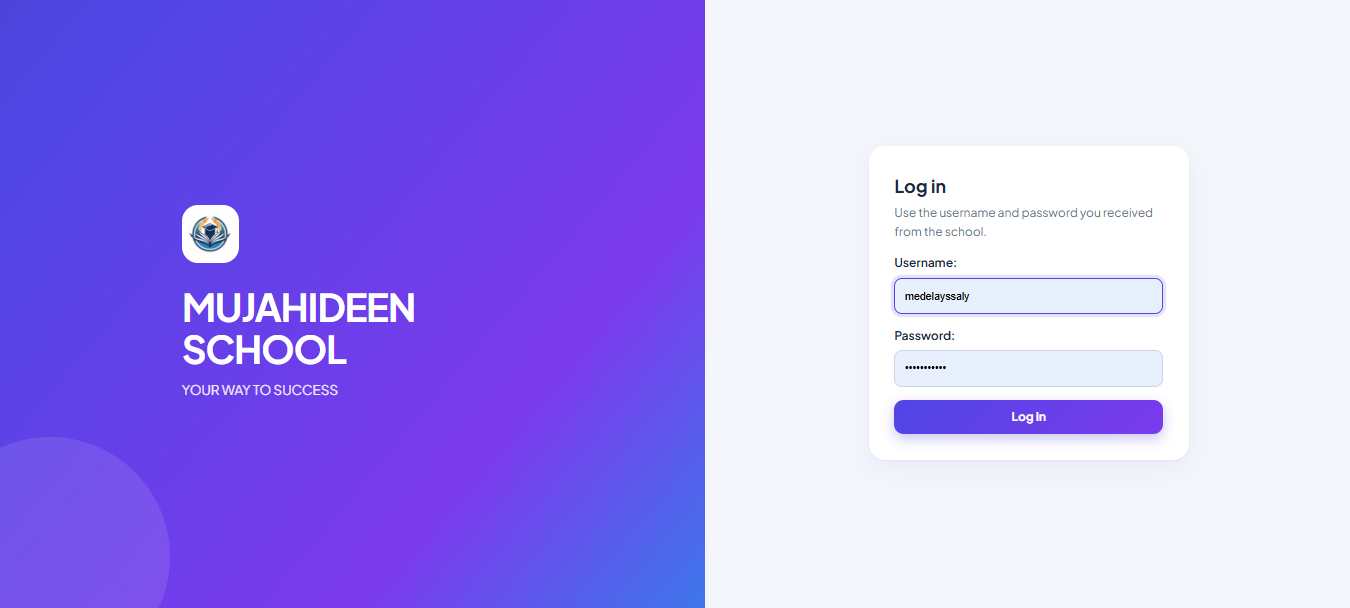 MUJAHIDEEN
SCHOOL
YOUR WAY TO SUCCESS
Log in
Use the username and password you received
from the school.
Username:
medelayssaly
Password:
•••••••••••
Log In